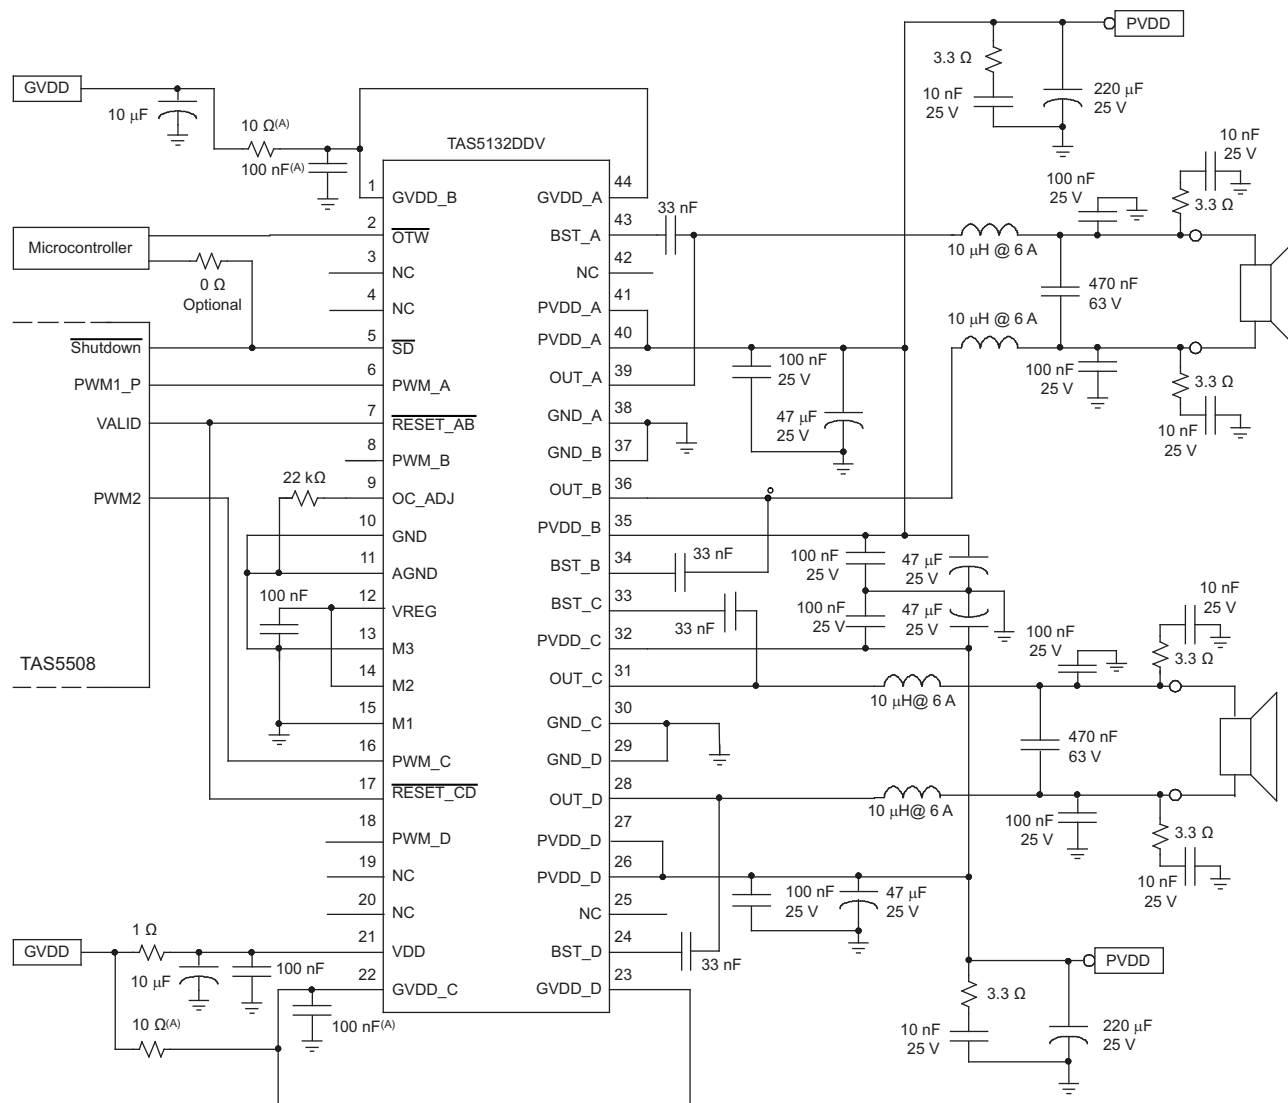 PVDD
3.3 Ω
10 nF
25 V
220 μF
25 V
GVDD
10 μF
10 Ω(A)
100 nF(A)
TAS5132DDV
1
GVDD_B
2
OTW
3
NC
4
NC
5
SD
6
PWM_A
7
RESET_AB
8
PWM_B
9
OC_ADJ
10
GND
11
AGND
12
VREG
13
M3
14
M2
15
M1
16
PWM_C
17
RESET_CD
18
PWM_D
19
NC
20
NC
21
VDD
22
GVDD_C
44
GVDD_A
43
BST_A
42
NC
41
PVDD_A
40
PVDD_A
39
OUT_A
38
GND_A
37
GND_B
36
OUT_B
35
PVDD_B
34
BST_B
33
BST_C
32
PVDD_C
31
OUT_C
30
GND_C
29
GND_D
28
OUT_D
27
PVDD_D
26
PVDD_D
25
NC
24
BST_D
23
GVDD_D
Microcontroller
0 Ω
Optional
Shutdown
PWM1_P
VALID
PWM2
TAS5508
22 kΩ
100 nF
33 nF
10 μH @ 6 A
100 nF
25 V
10 nF
25 V
3.3 Ω
470 nF
63 V
10 μH @ 6 A
100 nF
25 V
3.3 Ω
10 nF
25 V
100 nF
25 V
47 μF
25 V
33 nF
100 nF
25 V
47 μF
25 V
33 nF
100 nF
25 V
47 μF
25 V
10 nF
25 V
100 nF
25 V
3.3 Ω
10 μH@ 6 A
470 nF
63 V
10 μH@ 6 A
100 nF
25 V
3.3 Ω
10 nF
25 V
100 nF
25 V
47 μF
25 V
33 nF
PVDD
3.3 Ω
10 nF
25 V
220 μF
25 V
GVDD
1 Ω
10 μF
100 nF
10 Ω(A)
100 nF(A)